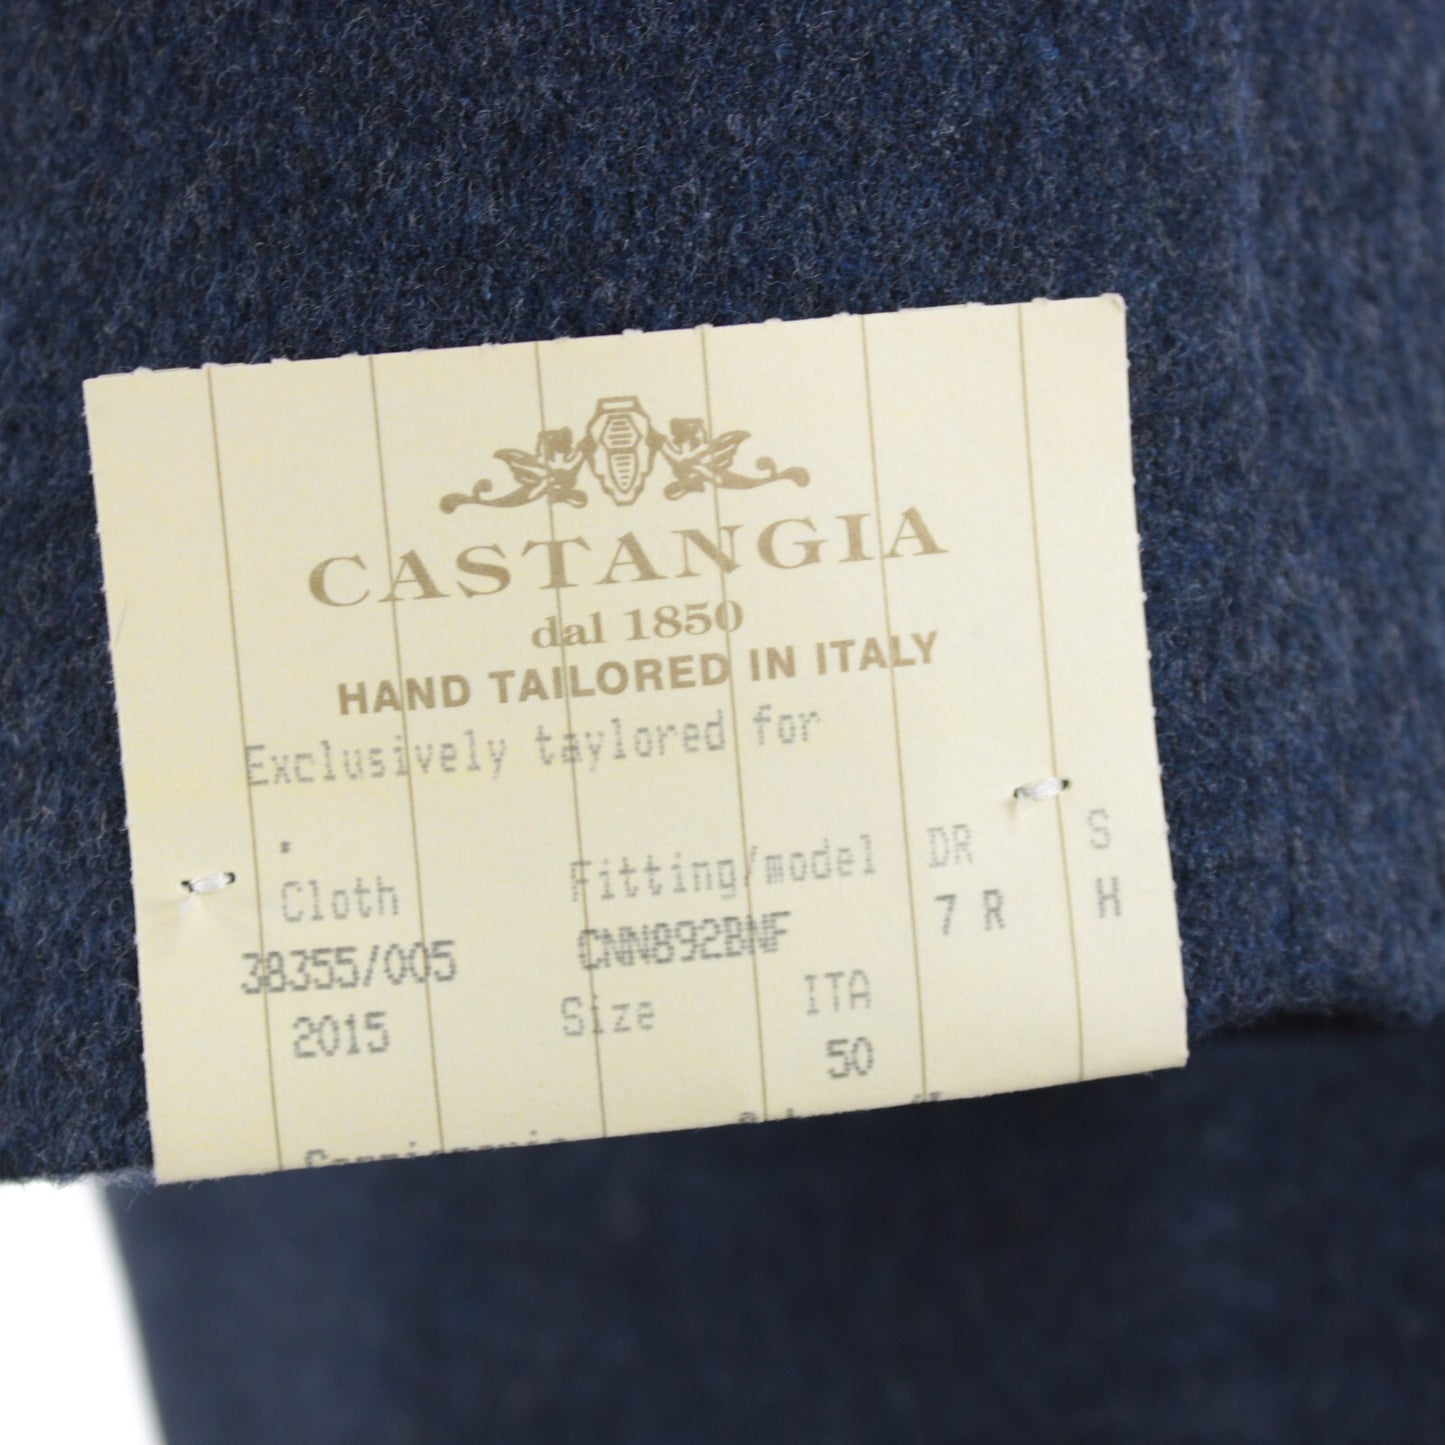 CASTANGIA
dal 1850
HAND TAILORED IN ITALY
Exclusively taylored for
.
Cloth Fitting/model DR S
38355/005 CNN892BNF 7 R H
2015 Size ITA
50